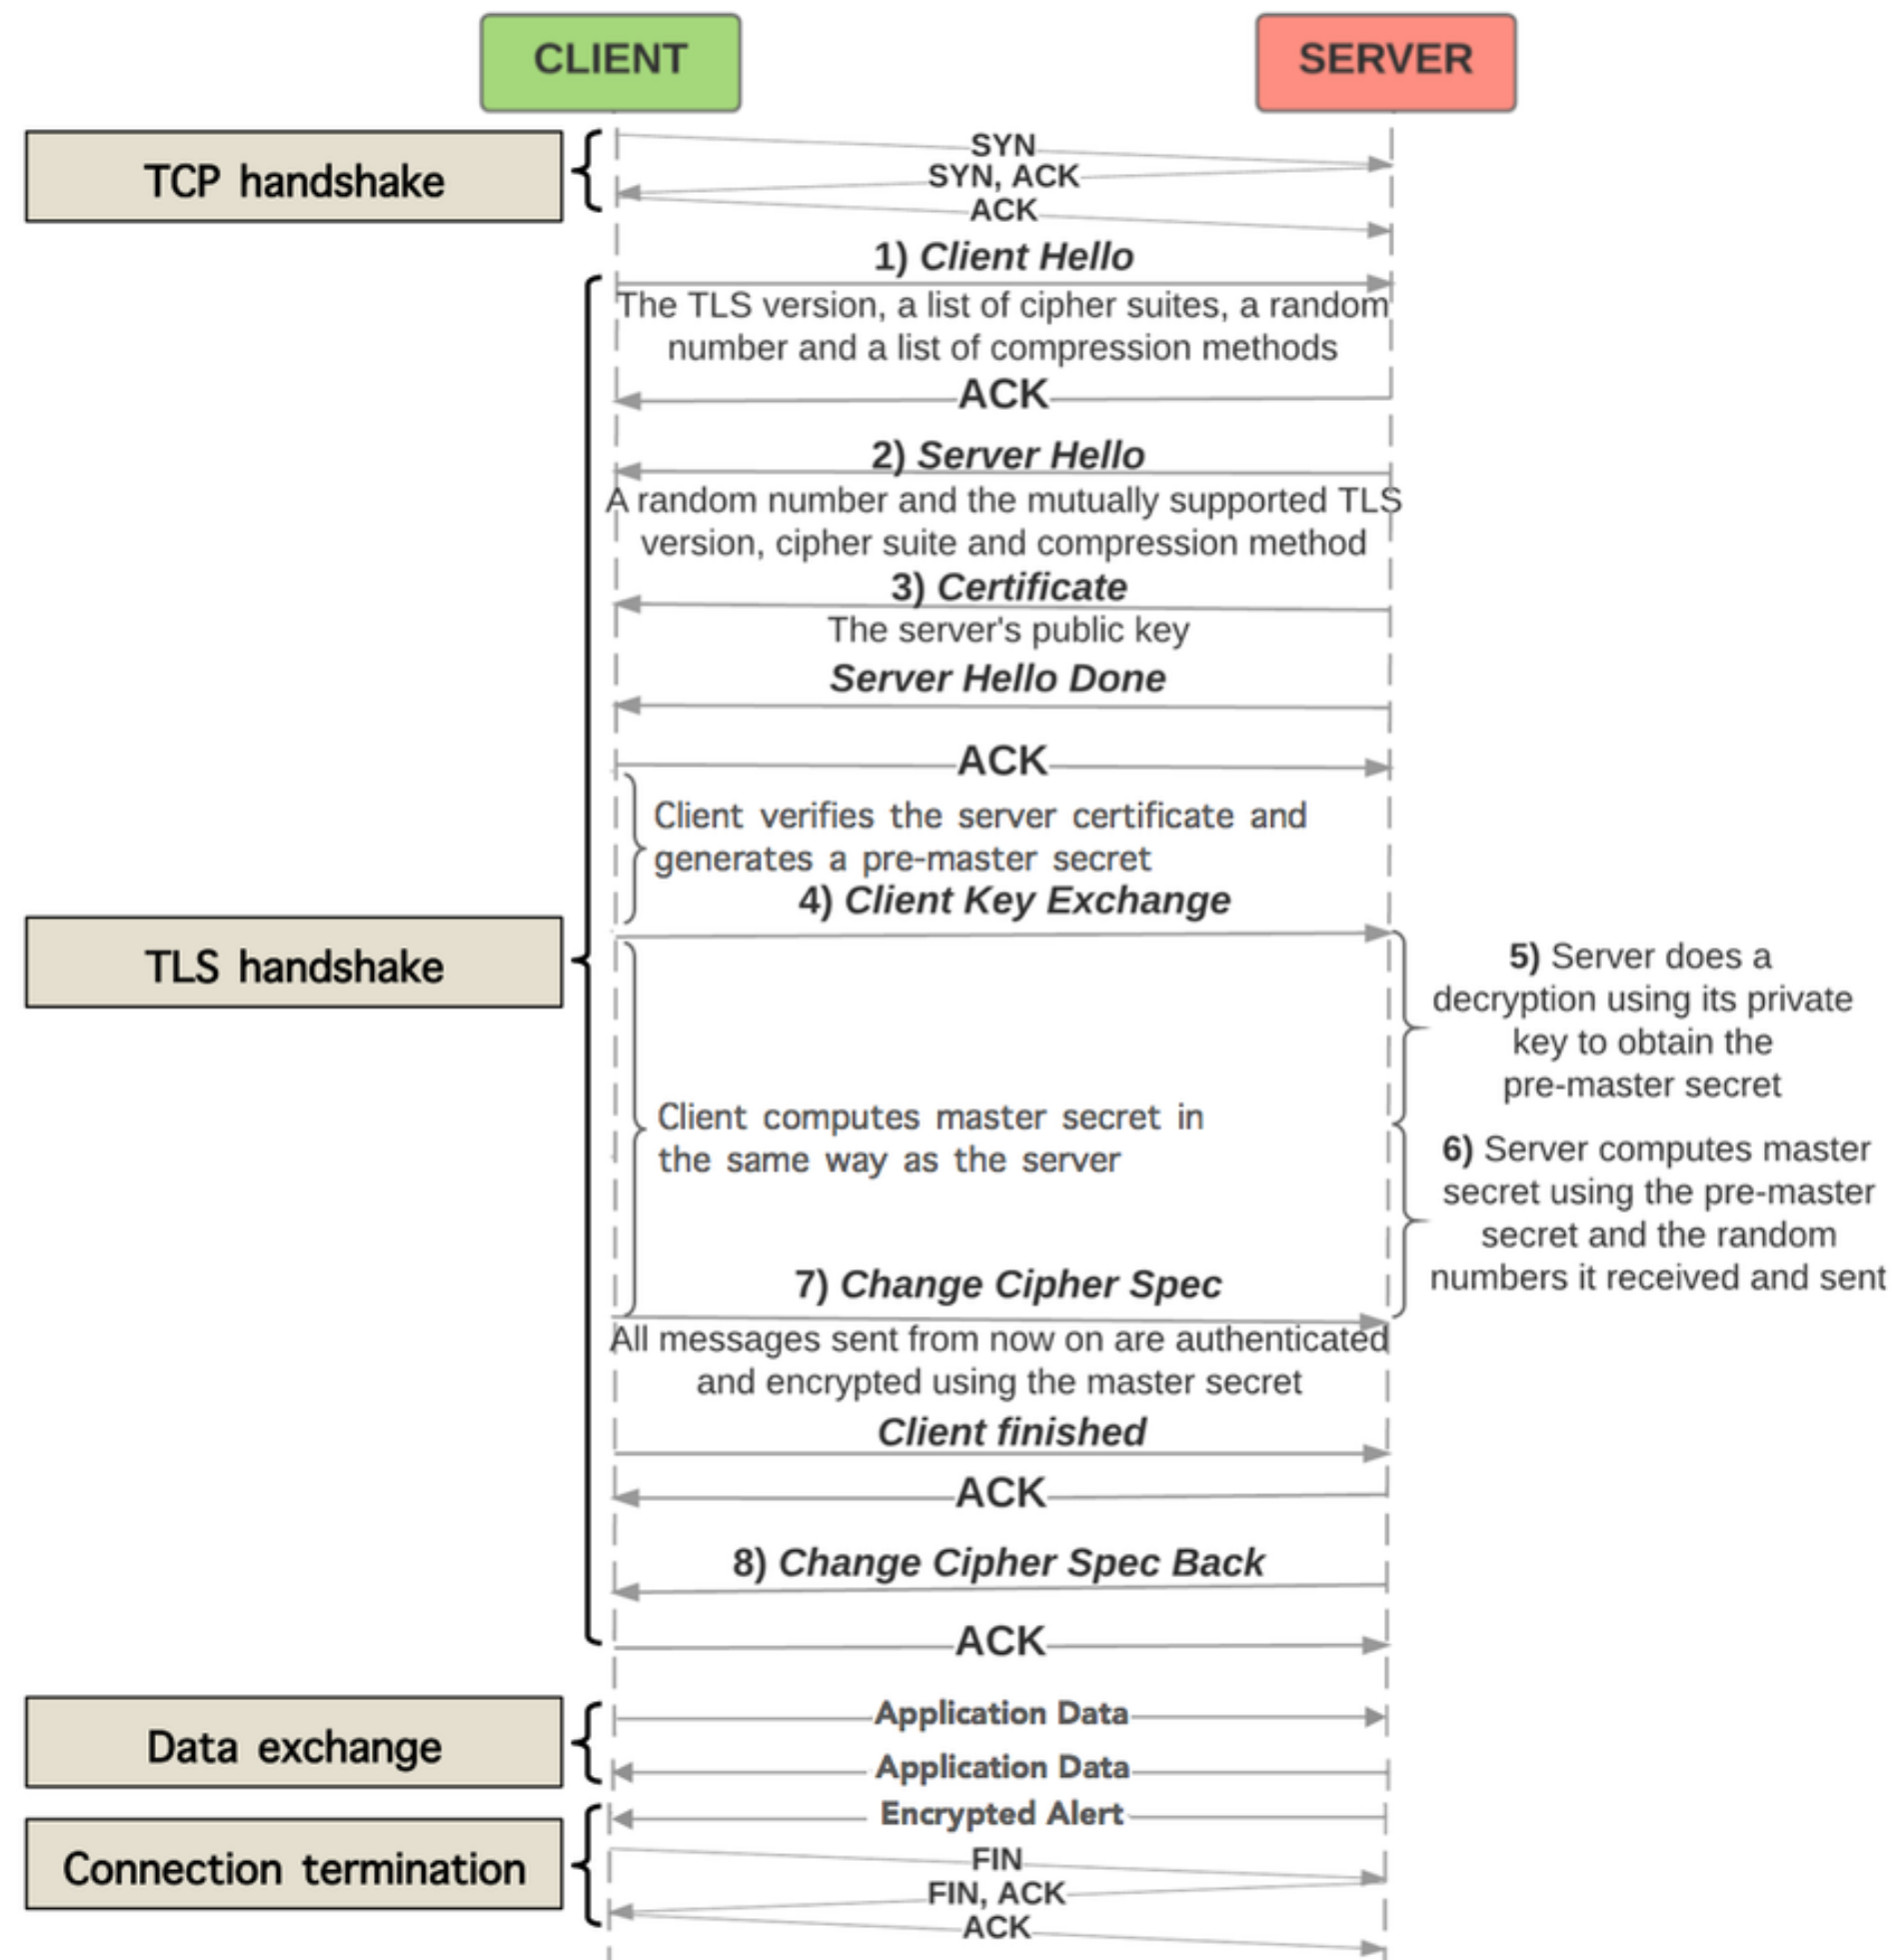 CLIENT
SERVER
TCP handshake
SYN
SYN, ACK
ACK
1) Client Hello
The TLS version, a list of cipher suites, a random
number and a list of compression methods
ACK
2) Server Hello
A random number and the mutually supported TLS
version, cipher suite and compression method
3) Certificate
The server's public key
Server Hello Done
ACK
Client verifies the server certificate and
generates a pre-master secret
4) Client Key Exchange
TLS handshake
5) Server does a
decryption using its private
key to obtain the
pre-master secret
Client computes master secret in
the same way as the server
6) Server computes master
secret using the pre-master
secret and the random
numbers it received and sent
7) Change Cipher Spec
All messages sent from now on are authenticated
and encrypted using the master secret
Client finished
ACK
8) Change Cipher Spec Back
ACK
Data exchange
Application Data
Application Data
Connection termination
Encrypted Alert
FIN
FIN, ACK
ACK